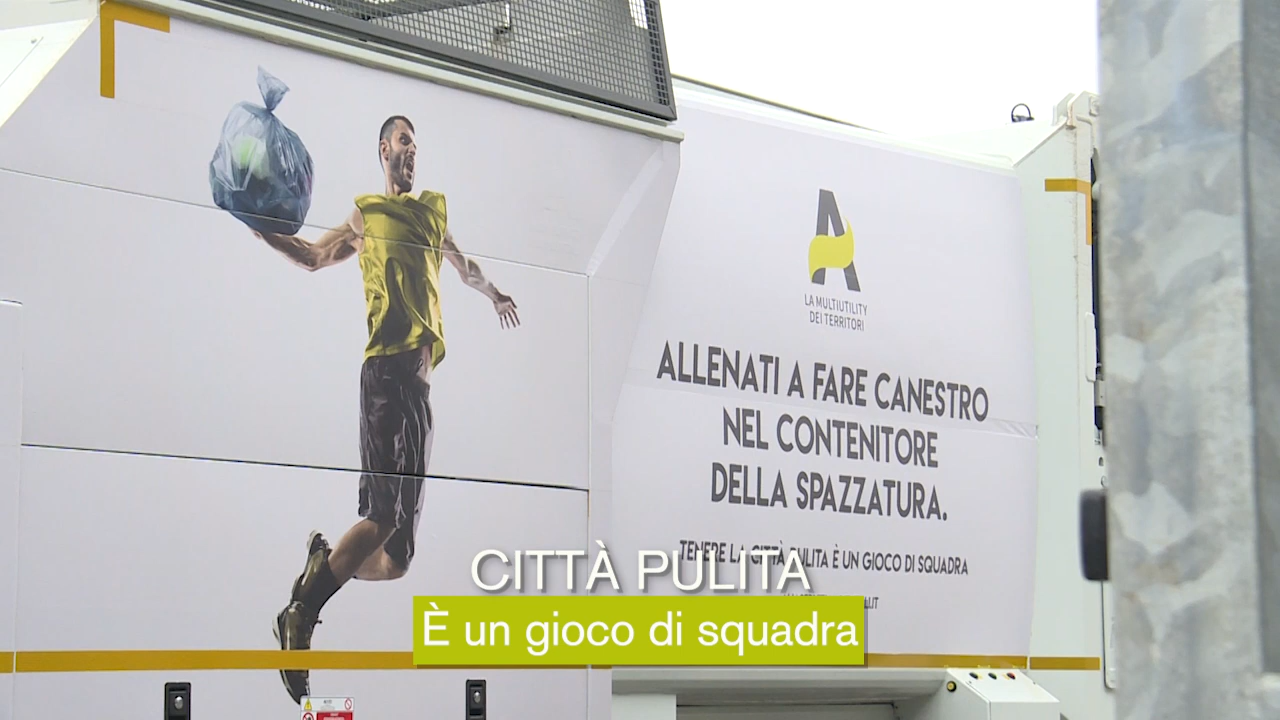 LA MULTIUTILITY
DEI TERRITORI
ALLENATI A FARE CANESTRO
NEL CONTENITORE
DELLA SPAZZATURA.
TENERE LA CITTÀ PULITA È UN GIOCO DI SQUADRA
CITTÀ PULITA
È un gioco di squadra